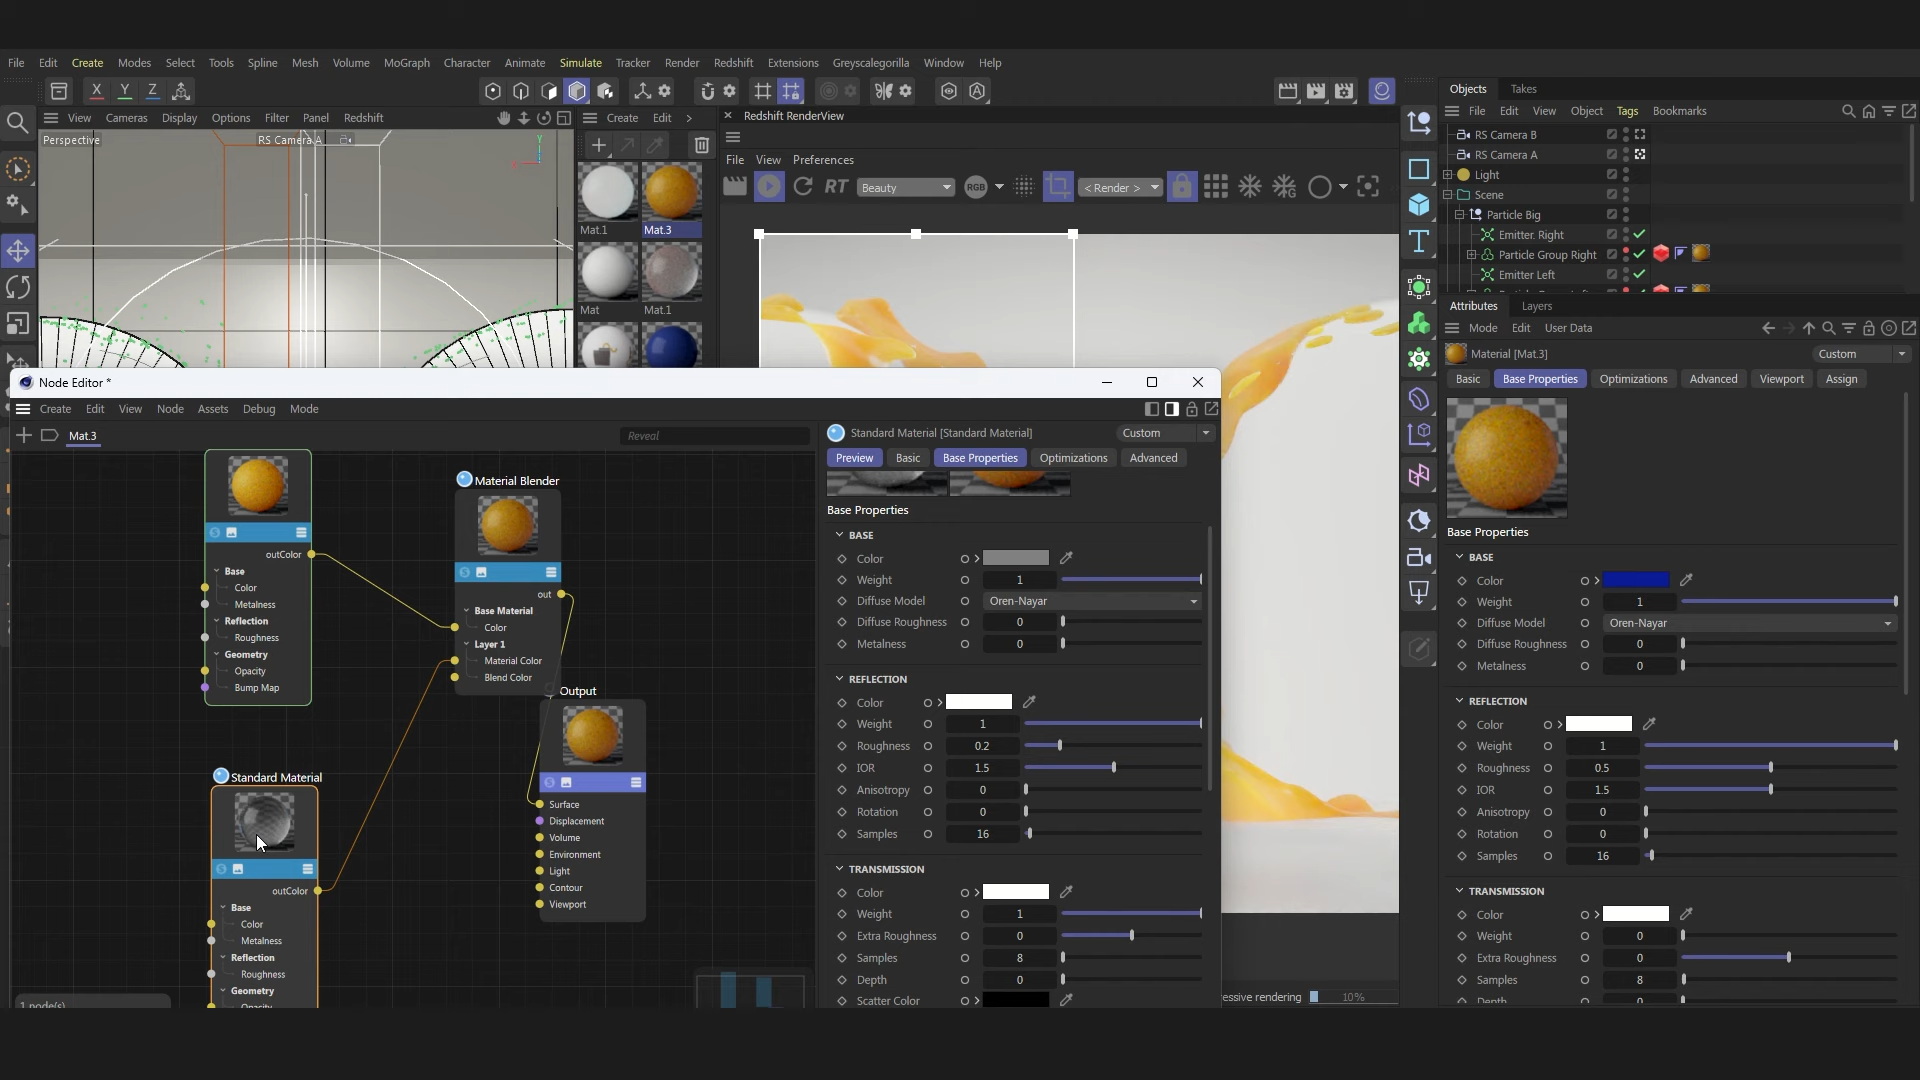 File Edit Create Modes Select Spline Mesh Volume MoGraph Character Animate Simulate Tracker Render Redshift Extensions Greyscalegorilla Window Help
X Y Z
View Cameras Display Options Filter Panel Redshift
Perspective
RS Camera A
Y
Create Edit
Mat.1 Mat.3
Mat Mat.1
Redshift RenderView
File View Preferences
RT Beauty RGB < Render >
Objects Takes
File Edit View Object Tags Bookmarks
RS Camera B
RS Camera A
Light
Scene
Particle Big
Emitter. Right
Particle Group Right
Emitter Left
Attributes Layers
Mode Edit User Data
Material [Mat.3]
Custom
Basic Base Properties Optimizations Advanced Viewport Assign
Base Properties
BASE
Color
Weight 1
Diffuse Model Oren-Nayar
Diffuse Roughness 0
Metalness 0
REFLECTION
Color
Weight 1
Roughness 0.5
IOR 1.5
Anisotropy 0
Rotation 0
Samples 16
TRANSMISSION
Color
Weight 0
Extra Roughness 0
Samples 8
Depth 0
Node Editor *
Create Edit View Node Assets Debug Mode
Mat.3
Reveal
outColor
Base
Color
Metalness
Reflection
Roughness
Geometry
Opacity
Bump Map
Material Blender
out
Base Material
Color
Layer 1
Material Color
Blend Color
Output
Surface
Displacement
Volume
Environment
Light
Contour
Viewport
Standard Material
outColor
Base
Color
Metalness
Reflection
Roughness
Geometry
Opacity
1 node(s)
Standard Material [Standard Material]
Custom
Preview Basic Base Properties Optimizations Advanced
Base Properties
BASE
Color
Weight 1
Diffuse Model Oren-Nayar
Diffuse Roughness 0
Metalness 0
REFLECTION
Color
Weight 1
Roughness 0.2
IOR 1.5
Anisotropy 0
Rotation 0
Samples 16
TRANSMISSION
Color
Weight 1
Extra Roughness 0
Samples 8
Depth 0
Scatter Color
essive rendering 10%